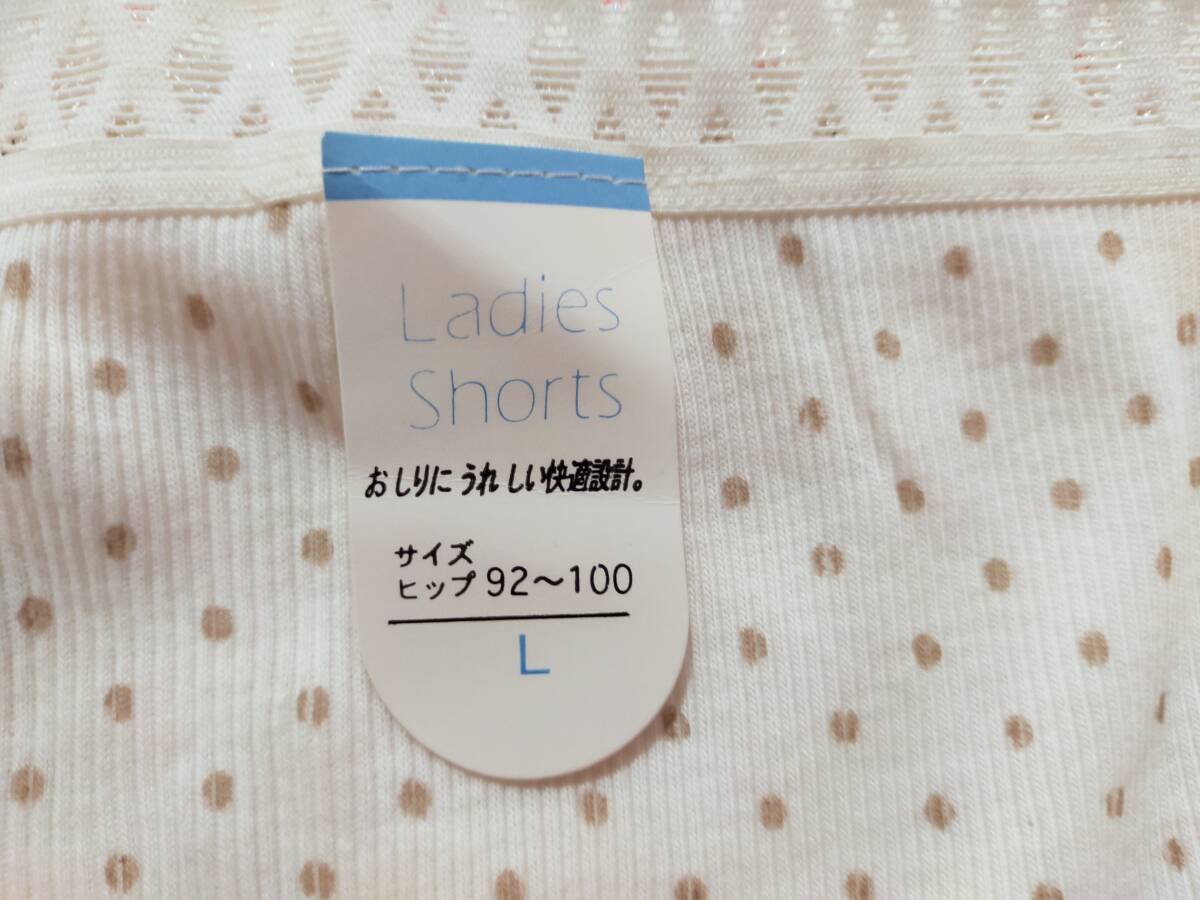 Ladies
Shorts
おしりにうれしい快適設計。
サイズ
ヒップ 92〜100
L